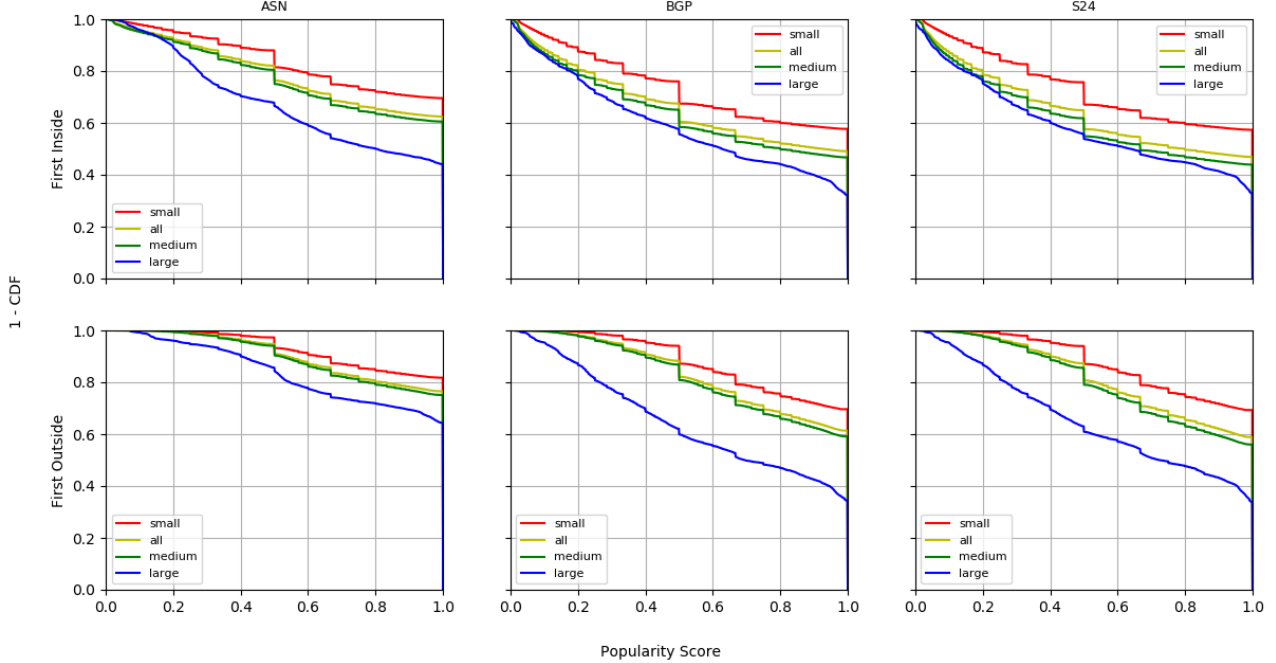 ASN
BGP
S24
1.0
0.8
0.6
0.4
0.2
0.0
First Inside
small
all
medium
large
small
all
medium
large
small
all
medium
large
1 - CDF
1.0
0.8
0.6
0.4
0.2
0.0
First Outside
small
all
medium
large
small
all
medium
large
small
all
medium
large
0.0 0.2 0.4 0.6 0.8 1.0
0.0 0.2 0.4 0.6 0.8 1.0
0.0 0.2 0.4 0.6 0.8 1.0
Popularity Score